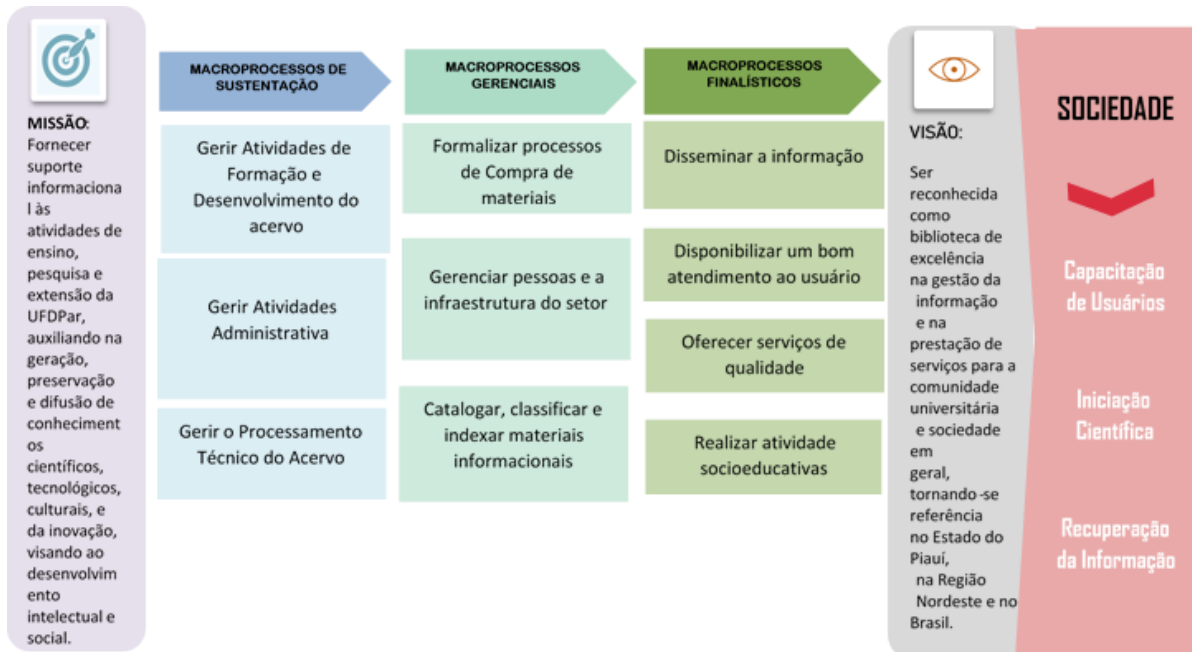 MISSÃO:
Fornecer
suporte
informaciona
l às
atividades de
ensino,
pesquisa e
extensão da
UFDPar,
auxiliando na
geração,
preservação
e difusão de
conheciment
os
científicos,
tecnológicos,
culturais, e
da inovação,
visando ao
desenvolvim
ento
intelectual e
social.
MACROPROCESSOS DE
SUSTENTAÇÃO
Gerir Atividades de
Formação e
Desenvolvimento do
acervo
Gerir Atividades
Administrativa
Gerir o Processamento
Técnico do Acervo
MACROPROCESSOS
GERENCIAIS
Formalizar processos
de Compra de
materiais
Gerenciar pessoas e a
infraestrutura do setor
Catalogar, classificar e
indexar materiais
informacionais
MACROPROCESSOS
FINALÍSTICOS
Disseminar a informação
Disponibilizar um bom
atendimento ao usuário
Oferecer serviços de
qualidade
Realizar atividade
socioeducativas
VISÃO:
Ser
reconhecida
como
biblioteca de
excelência
na gestão da
informação
e na
prestação de
serviços para a
comunidade
universitária
e sociedade
em
geral,
tornando-se
referência
no Estado do
Piauí,
na Região
Nordeste e no
Brasil.
SOCIEDADE
Capacitação
de Usuários
Iniciação
Científica
Recuperação
da Informação